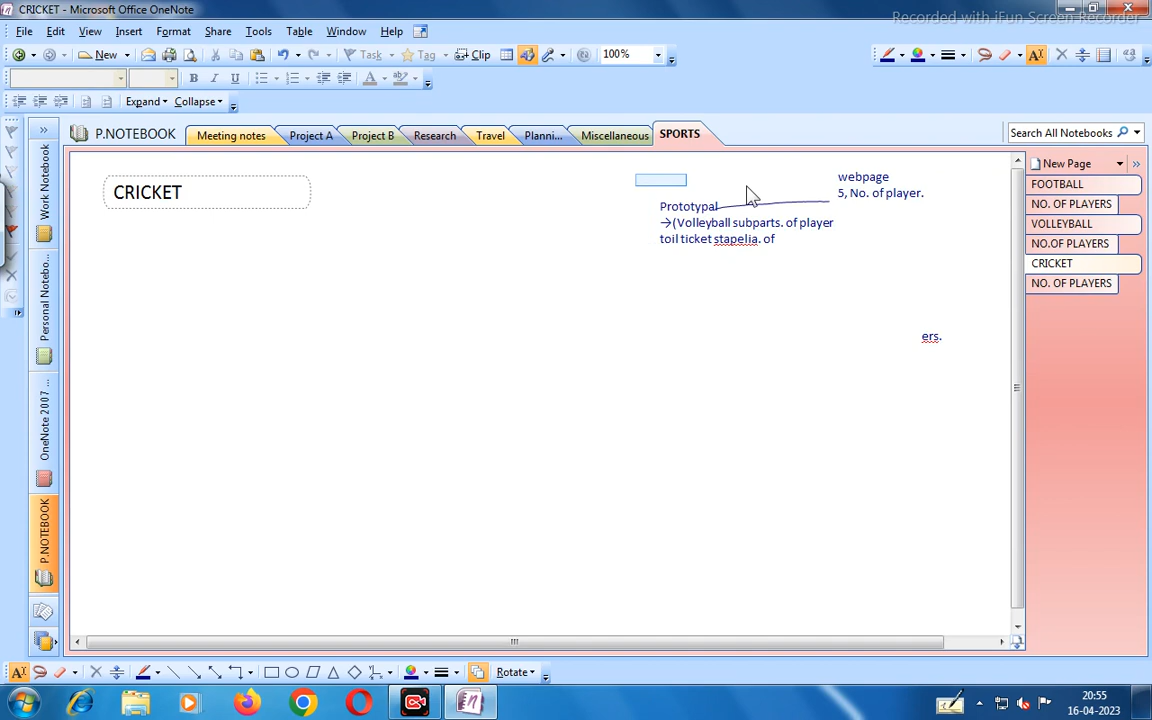 CRICKET - Microsoft Office OneNote
Recorded with iFun Screen Recorder
File Edit View Insert Format Share Tools Table Window Help
New Task Tag Clip 100%
B I U A ab
Expand Collapse
P.NOTEBOOK Meeting notes Project A Project B Research Travel Planni... Miscellaneous SPORTS Search All Notebooks
New Page
FOOTBALL
NO. OF PLAYERS
VOLLEYBALL
NO.OF PLAYERS
CRICKET
NO. OF PLAYERS
Work Notebook
Personal Notebo...
OneNote 2007 ...
P.NOTEBOOK
CRICKET
webpage
5, No. of player.
Prototypal
→(Volleyball subparts. of player
toil ticket stapelia. of
ers.
Rotate
20:55
16-04-2023